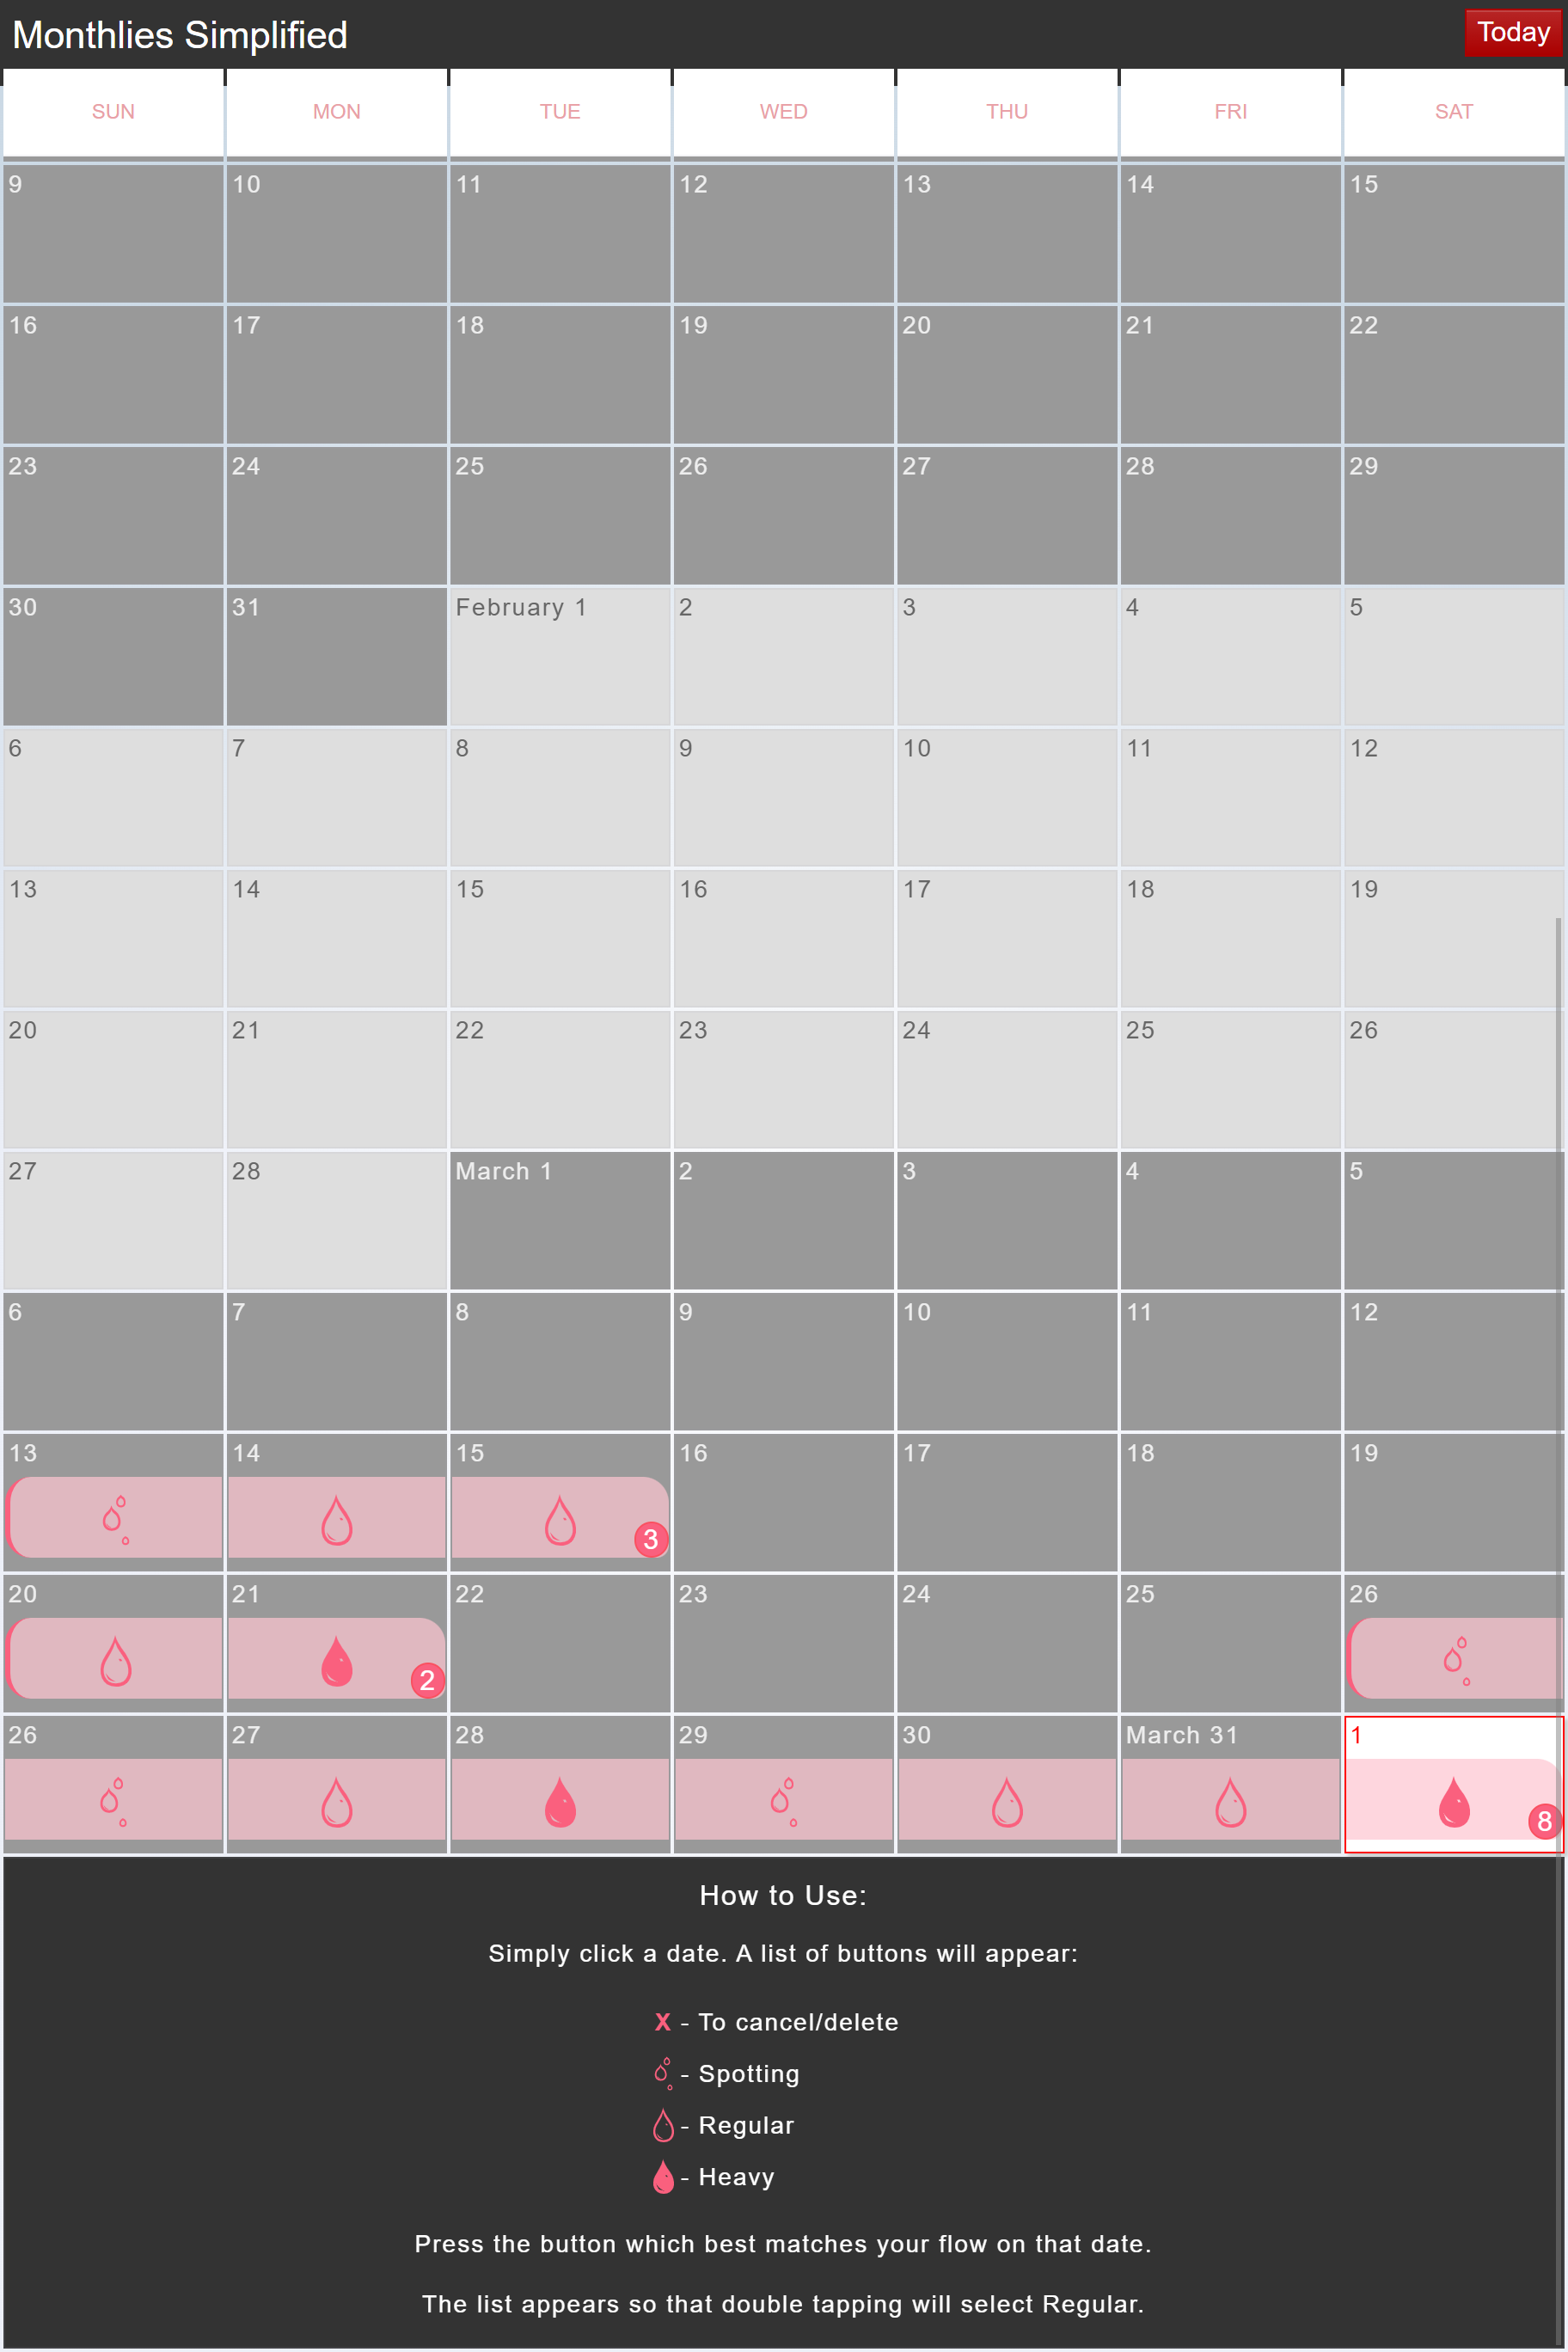 Monthlies Simplified Today
SUN MON TUE WED THU FRI SAT
9 10 11 12 13 14 15
16 17 18 19 20 21 22
23 24 25 26 27 28 29
30 31 February 1 2 3 4 5
6 7 8 9 10 11 12
13 14 15 16 17 18 19
20 21 22 23 24 25 26
27 28 March 1 2 3 4 5
6 7 8 9 10 11 12
13 14 15 16 17 18 19
3
20 21 22 23 24 25 26
2
26 27 28 29 30 March 31 1
8
How to Use:
Simply click a date. A list of buttons will appear:
X - To cancel/delete
- Spotting
- Regular
- Heavy
Press the button which best matches your flow on that date.
The list appears so that double tapping will select Regular.